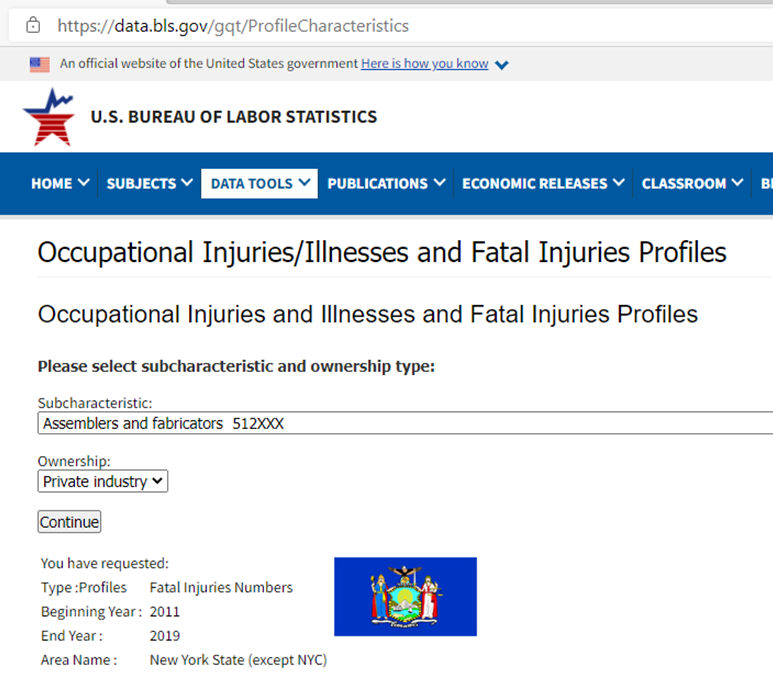 https://data.bls.gov/gqt/ProfileCharacteristics
An official website of the United States government Here is how you know
U.S. BUREAU OF LABOR STATISTICS
HOME SUBJECTS DATA TOOLS PUBLICATIONS ECONOMIC RELEASES CLASSROOM
Occupational Injuries/Illnesses and Fatal Injuries Profiles
Occupational Injuries and Illnesses and Fatal Injuries Profiles
Please select subcharacteristic and ownership type:
Subcharacteristic:
Assemblers and fabricators 512XXX
Ownership:
Private industry
Continue
You have requested:
Type :Profiles Fatal Injuries Numbers
Beginning Year : 2011
End Year : 2019
Area Name : New York State (except NYC)